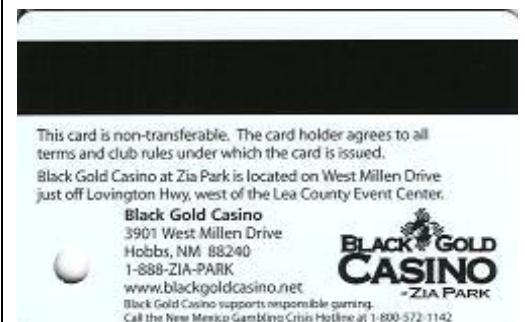 This card is non-transferable. The card holder agrees to all
terms and club rules under which the card is issued.
Black Gold Casino at Zia Park is located on West Millen Drive
just off Lovington Hwy, west of the Lea County Event Center.
Black Gold Casino
3901 West Millen Drive
Hobbs, NM 88240
1-888-ZIA-PARK
www.blackgoldcasino.net
Black Gold Casino supports responsible gaming.
Call the New Mexico Gambling Crisis Hotline at 1-800-572-1142
BLACK GOLD
CASINO
-ZIA PARK